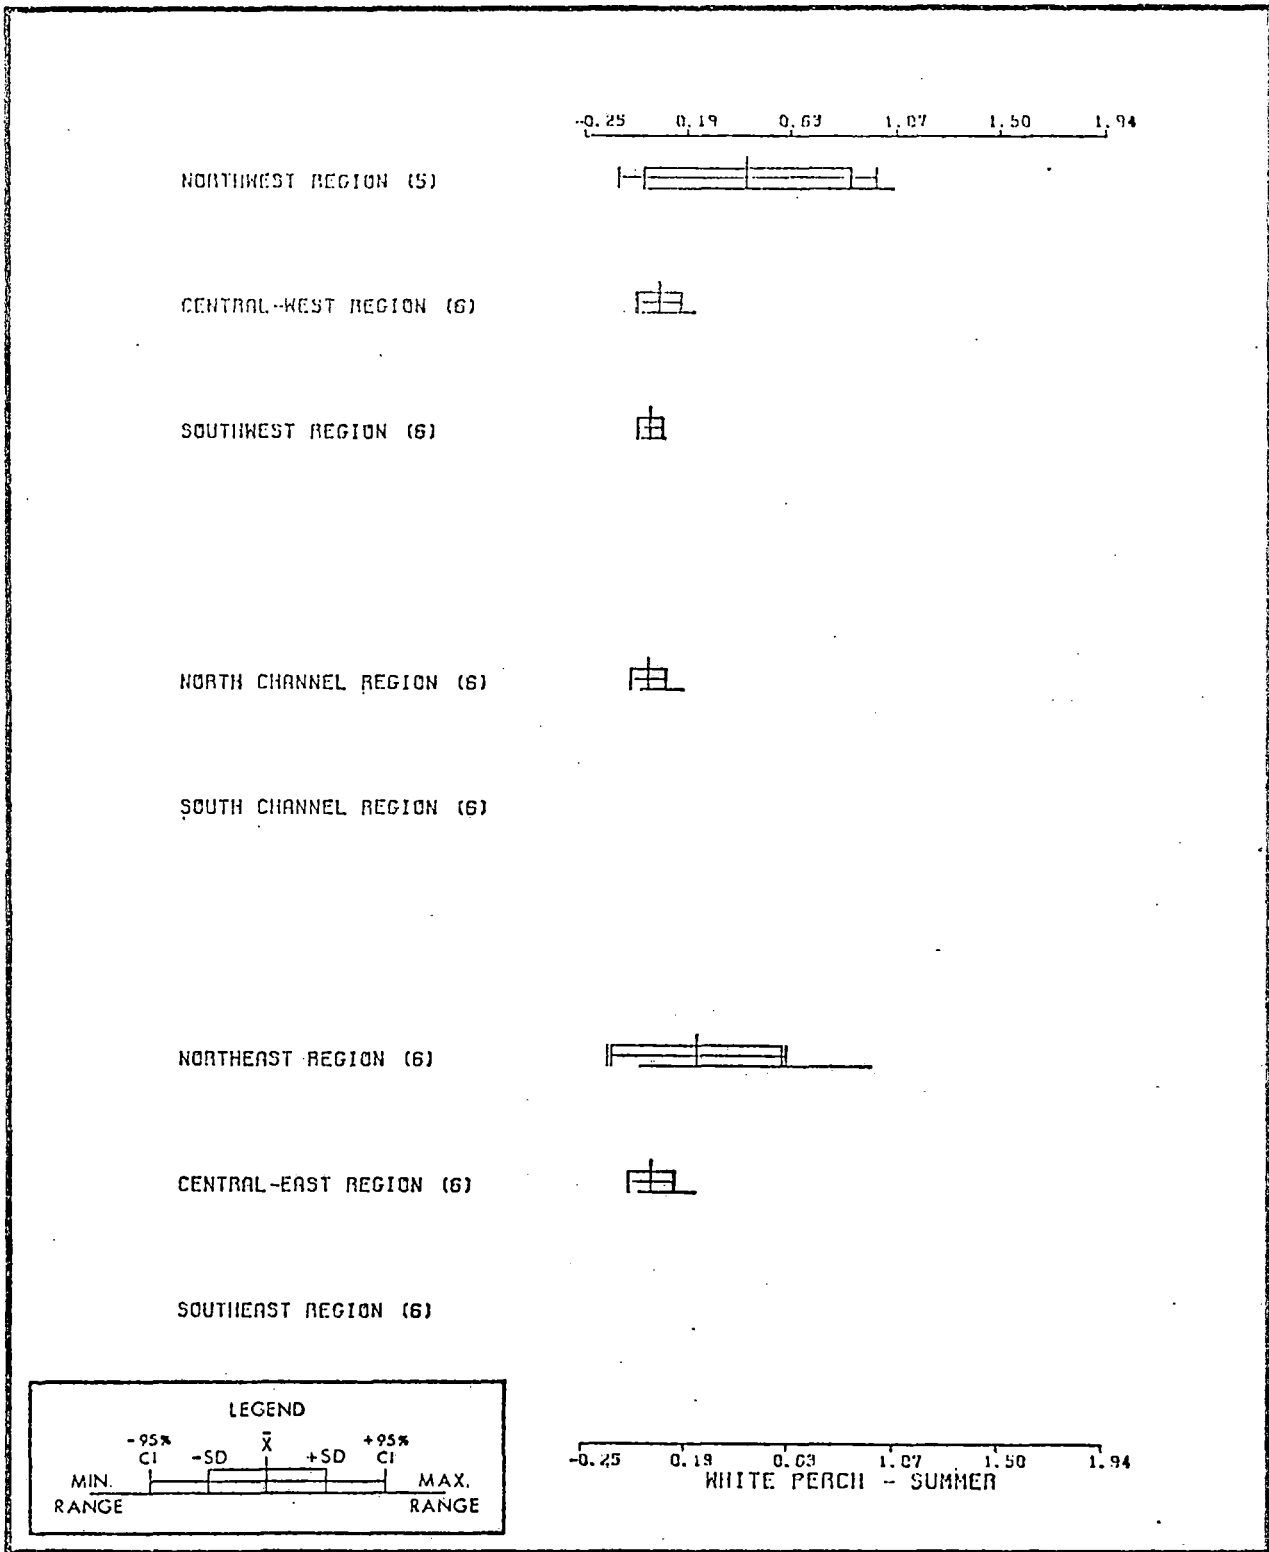 -0.25 0.19 0.63 1.07 1.50 1.94
NORTHWEST REGION (5)
CENTRAL-WEST REGION (6)
SOUTHWEST REGION (6)
NORTH CHANNEL REGION (6)
SOUTH CHANNEL REGION (6)
NORTHEAST REGION (6)
CENTRAL-EAST REGION (6)
SOUTHEAST REGION (6)
LEGEND
-95% CI -SD X̄ +SD +95% CI
MIN. RANGE MAX. RANGE
-0.25 0.19 0.63 1.07 1.50 1.94
WHITE PERCH - SUMMER